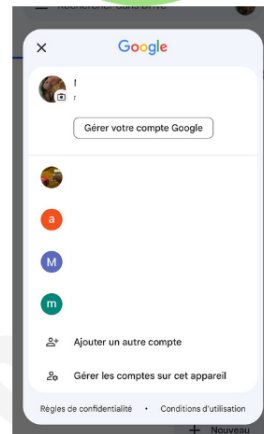 Rechercher dans Drive
Google
Gérer votre compte Google
a
M
m
Ajouter un autre compte
Gérer les comptes sur cet appareil
Règles de confidentialité • Conditions d'utilisation
+ Nouveau